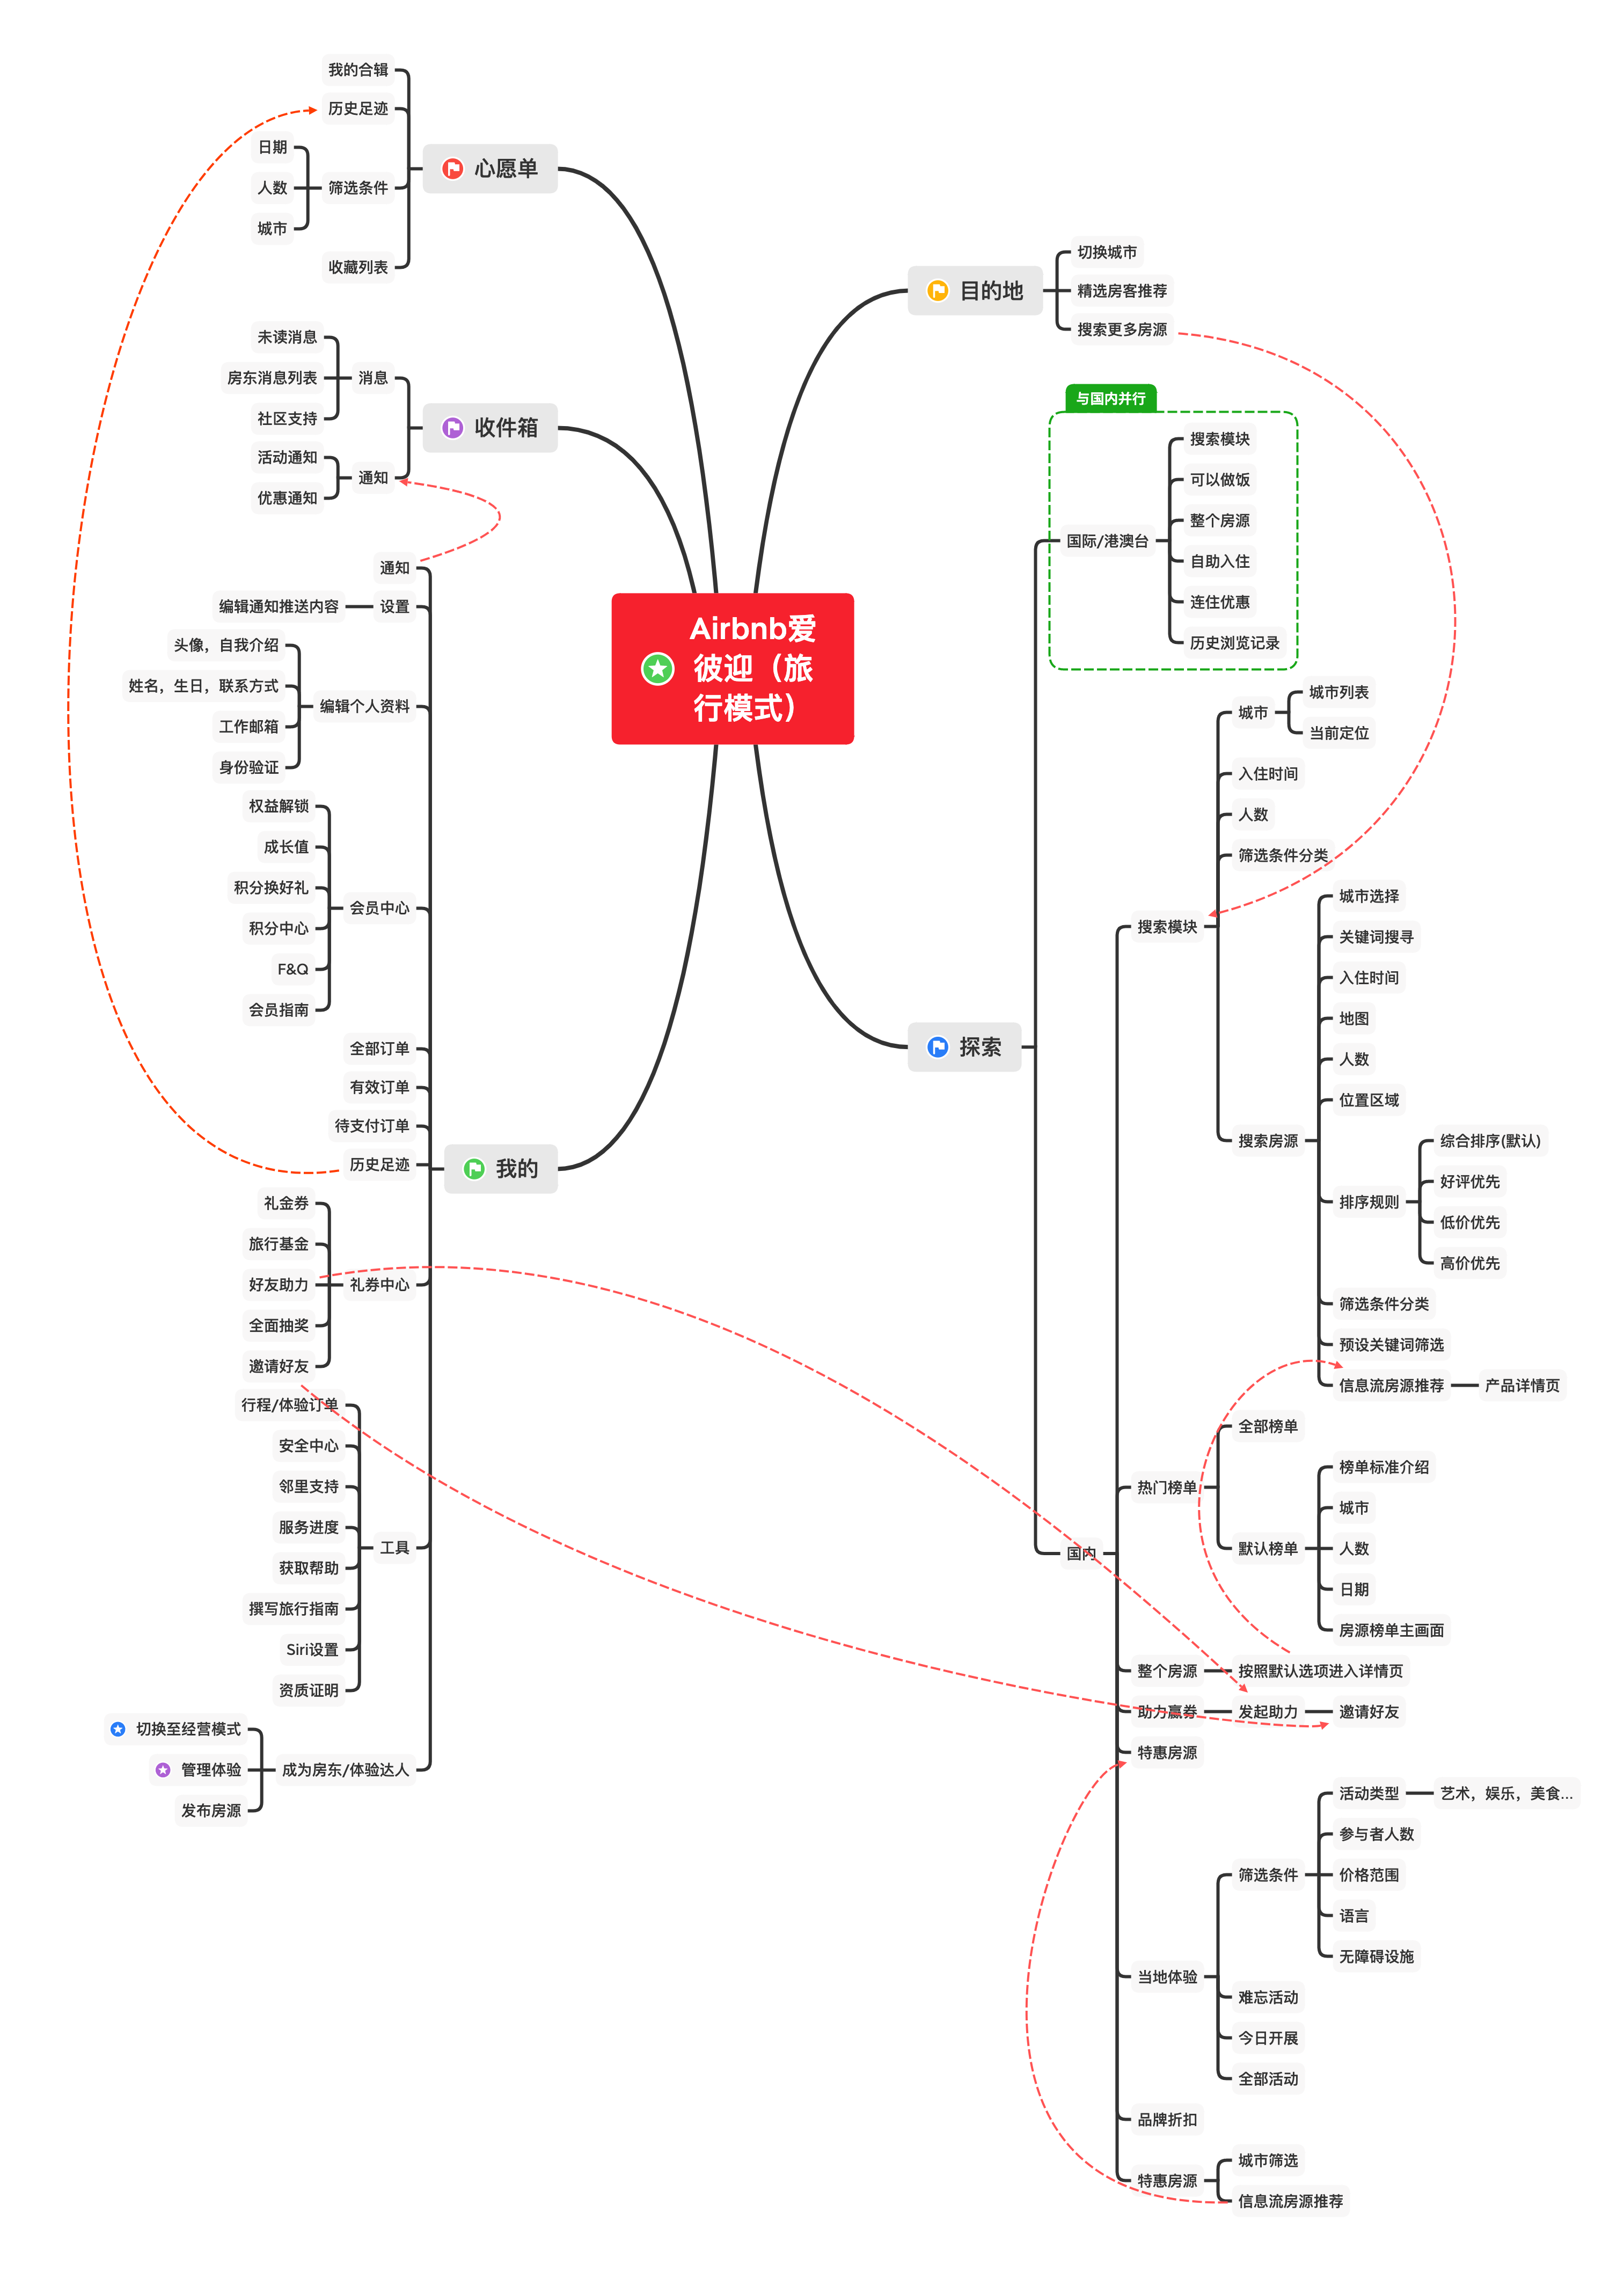 Airbnb爱
彼迎（旅
行模式）
心愿单
我的合辑
历史足迹
筛选条件
日期
人数
城市
收藏列表
收件箱
消息
未读消息
房东消息列表
社区支持
通知
活动通知
优惠通知
我的
通知
设置
编辑通知推送内容
编辑个人资料
头像，自我介绍
姓名，生日，联系方式
工作邮箱
身份验证
会员中心
权益解锁
成长值
积分换好礼
积分中心
F&Q
会员指南
全部订单
有效订单
待支付订单
历史足迹
礼券中心
礼金券
旅行基金
好友助力
全面抽奖
邀请好友
工具
行程/体验订单
安全中心
邻里支持
服务进度
获取帮助
撰写旅行指南
Siri设置
资质证明
成为房东/体验达人
切换至经营模式
管理体验
发布房源
目的地
切换城市
精选房客推荐
搜索更多房源
探索
与国内并行
国际/港澳台
搜索模块
可以做饭
整个房源
自助入住
连住优惠
历史浏览记录
国内
搜索模块
城市
城市列表
当前定位
入住时间
人数
筛选条件分类
搜索房源
城市选择
关键词搜寻
入住时间
地图
人数
位置区域
排序规则
综合排序(默认)
好评优先
低价优先
高价优先
筛选条件分类
预设关键词筛选
信息流房源推荐
产品详情页
热门榜单
全部榜单
默认榜单
榜单标准介绍
城市
人数
日期
房源榜单主画面
整个房源
按照默认选项进入详情页
助力赢券
发起助力
邀请好友
特惠房源
当地体验
筛选条件
活动类型
艺术，娱乐，美食...
参与者人数
价格范围
语言
无障碍设施
难忘活动
今日开展
全部活动
品牌折扣
特惠房源
城市筛选
信息流房源推荐